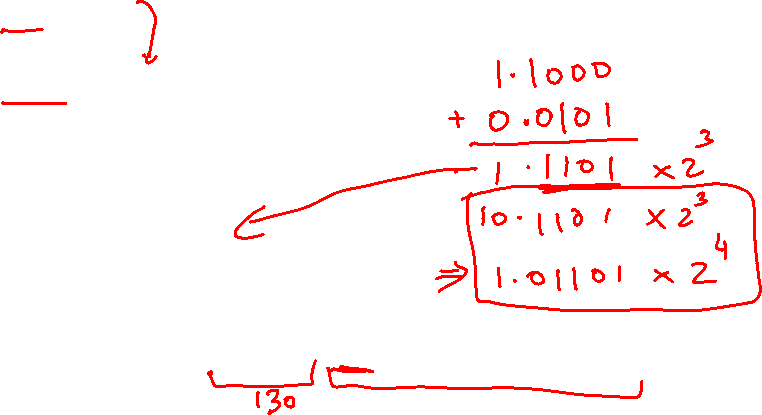 1.1000
+ 0.0101
1.1101 × 2³
10.1101 × 2³
⇒ 1.01101 × 2⁴
130